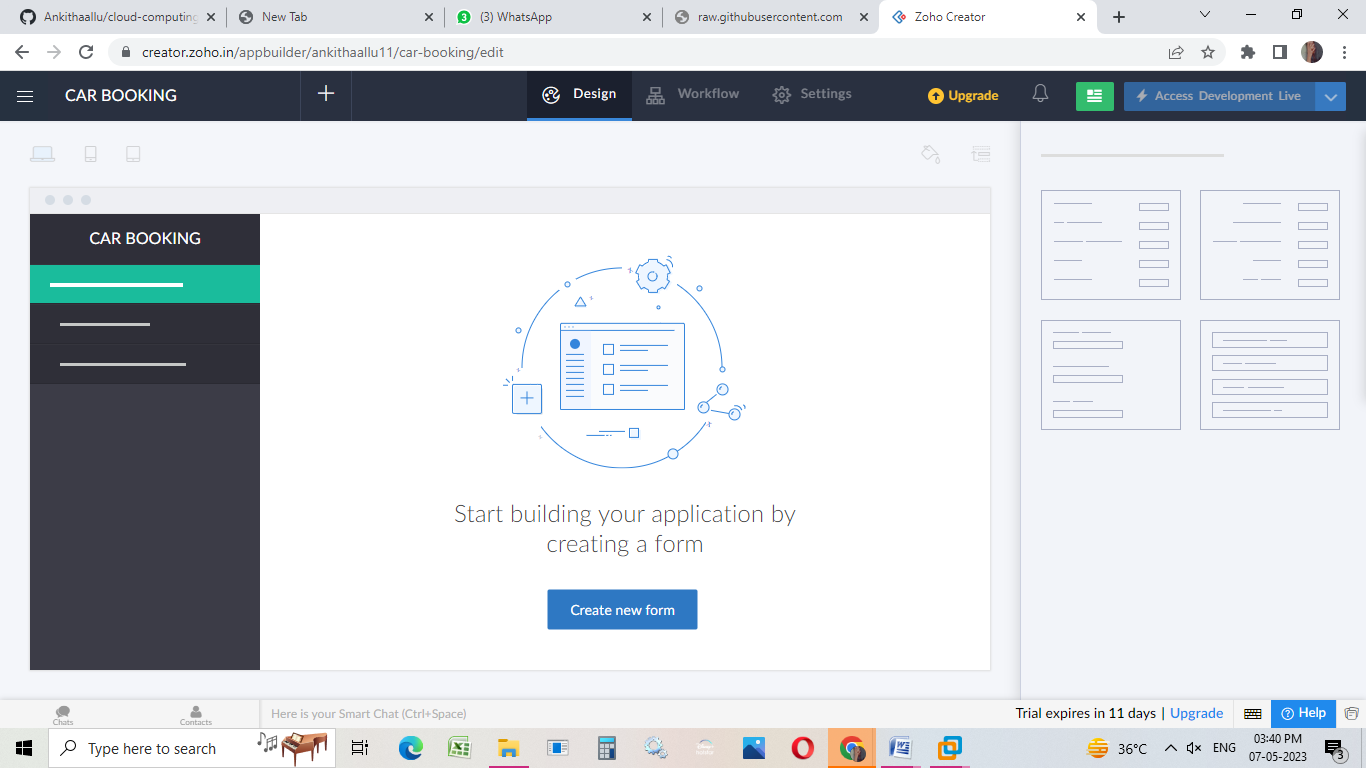 Ankithaallu/cloud-computing
New Tab
3
(3) WhatsApp
raw.githubusercontent.com
Zoho Creator
creator.zoho.in/appbuilder/ankithaallu11/car-booking/edit
CAR BOOKING
Design
Workflow
Settings
Upgrade
Access Development Live
CAR BOOKING
Start building your application by
creating a form
Create new form
Chats
Contacts
Here is your Smart Chat (Ctrl+Space)
Trial expires in 11 days | Upgrade
Help
Type here to search
36°C
ENG
03:40 PM
07-05-2023
3